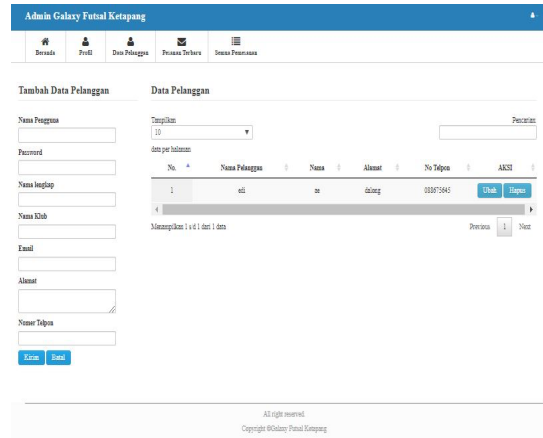 Admin Galaxy Futsal Ketapang
Beranda Profil Data Pelanggan Pesanan Terbaru Semua Pemesanan
Tambah Data Pelanggan
Nama Pengguna
Password
Nama lengkap
Nama Klub
Email
Alamat
Nomer Telpon
Kirim Batal
Data Pelanggan
Tampilkan Pencarian
10
data per halaman
No. Nama Pelanggan Nama Alamat No Telpon AKSI
1 edi ze dalong 088675645 Ubah Hapus
Menampilkan 1 s/d 1 dari 1 data Previous 1 Next
All right reserved.
Copyright ©Galaxy Futsal Ketapang